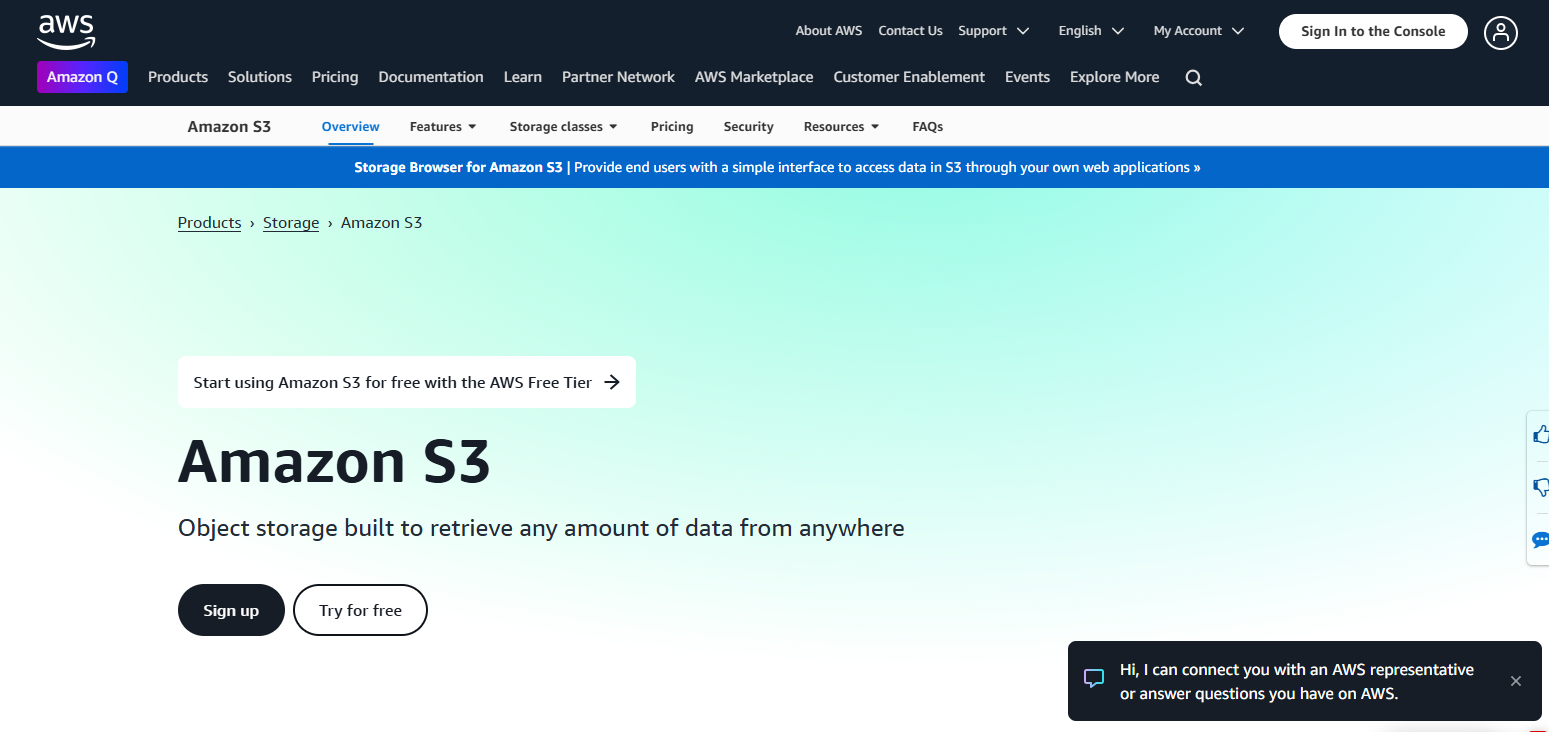 aws
About AWS Contact Us Support English My Account Sign In to the Console
Amazon Q Products Solutions Pricing Documentation Learn Partner Network AWS Marketplace Customer Enablement Events Explore More
Amazon S3 Overview Features Storage classes Pricing Security Resources FAQs
Storage Browser for Amazon S3 | Provide end users with a simple interface to access data in S3 through your own web applications »
Products › Storage › Amazon S3
Start using Amazon S3 for free with the AWS Free Tier
Amazon S3
Object storage built to retrieve any amount of data from anywhere
Sign up Try for free
Hi, I can connect you with an AWS representative
or answer questions you have on AWS.